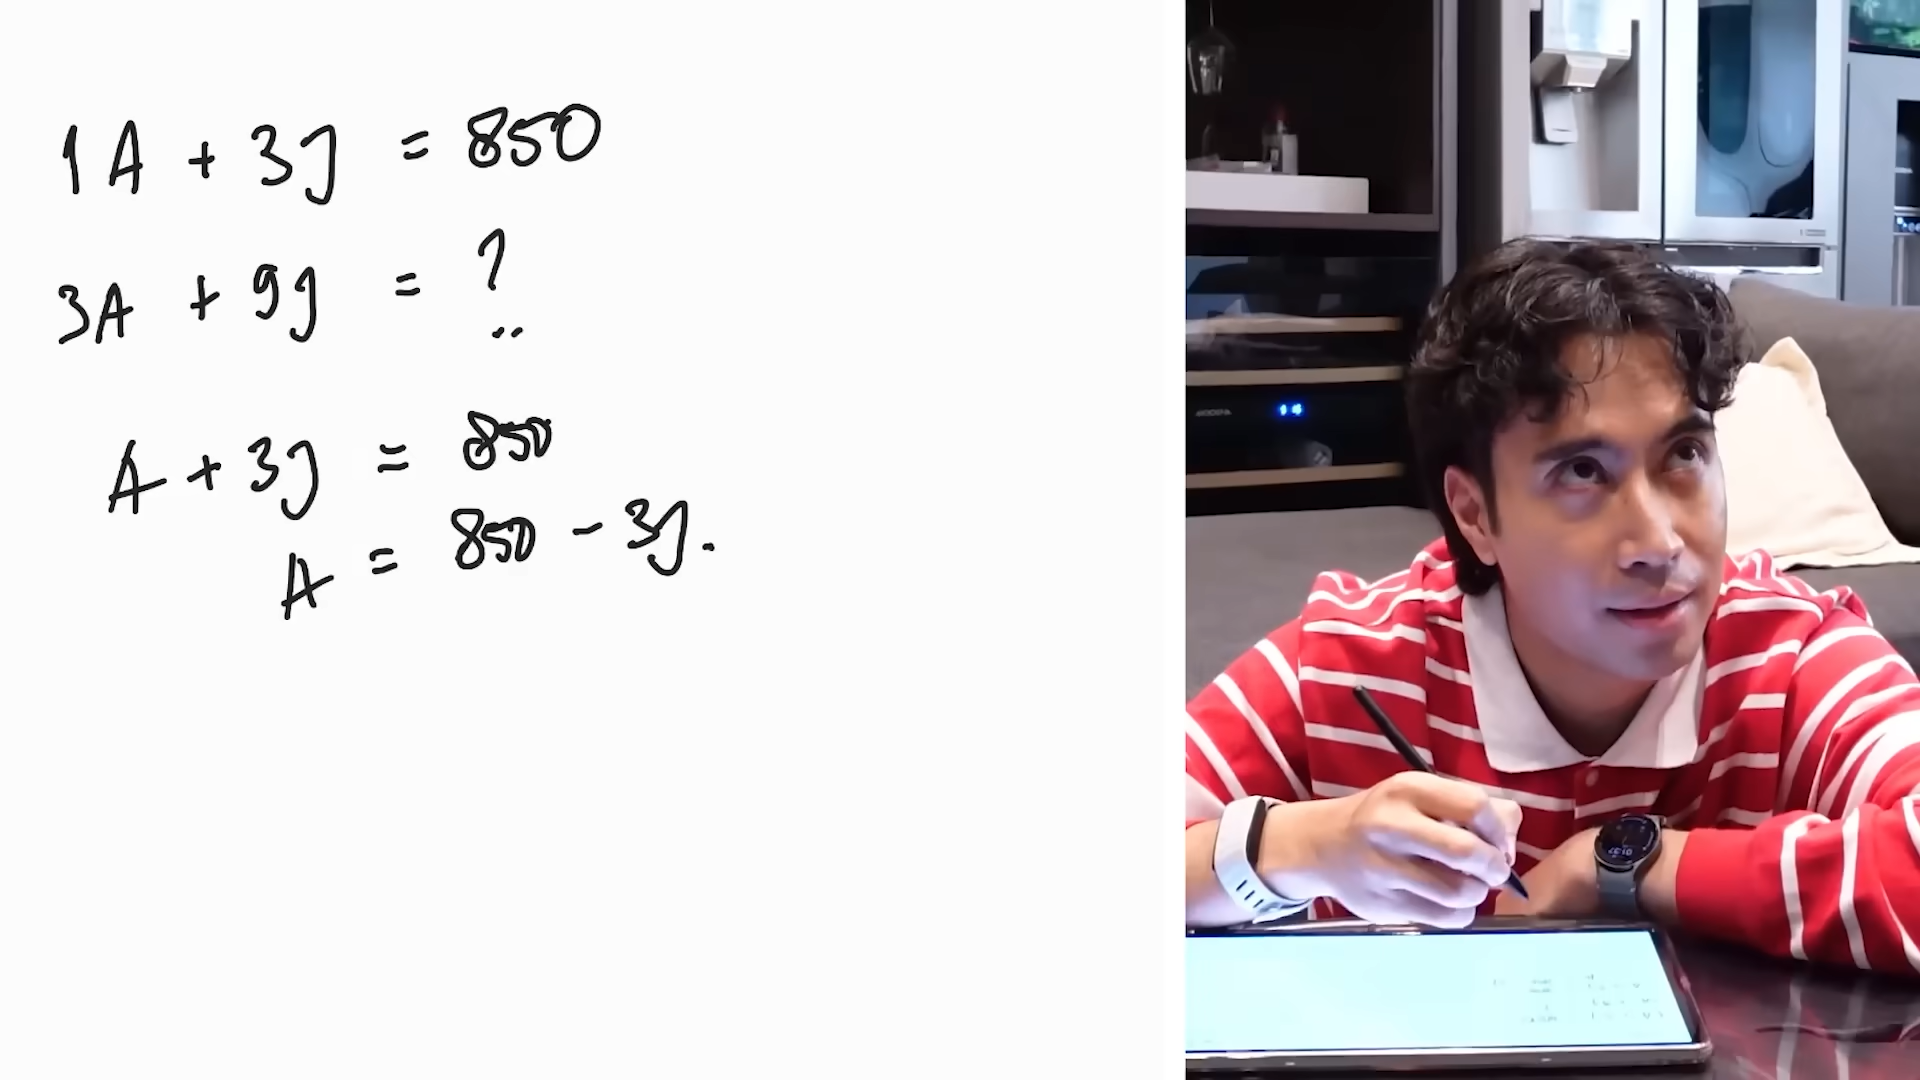 1A + 3J = 850
3A + 9J = ?
A + 3J = 850
A = 850 - 3J.